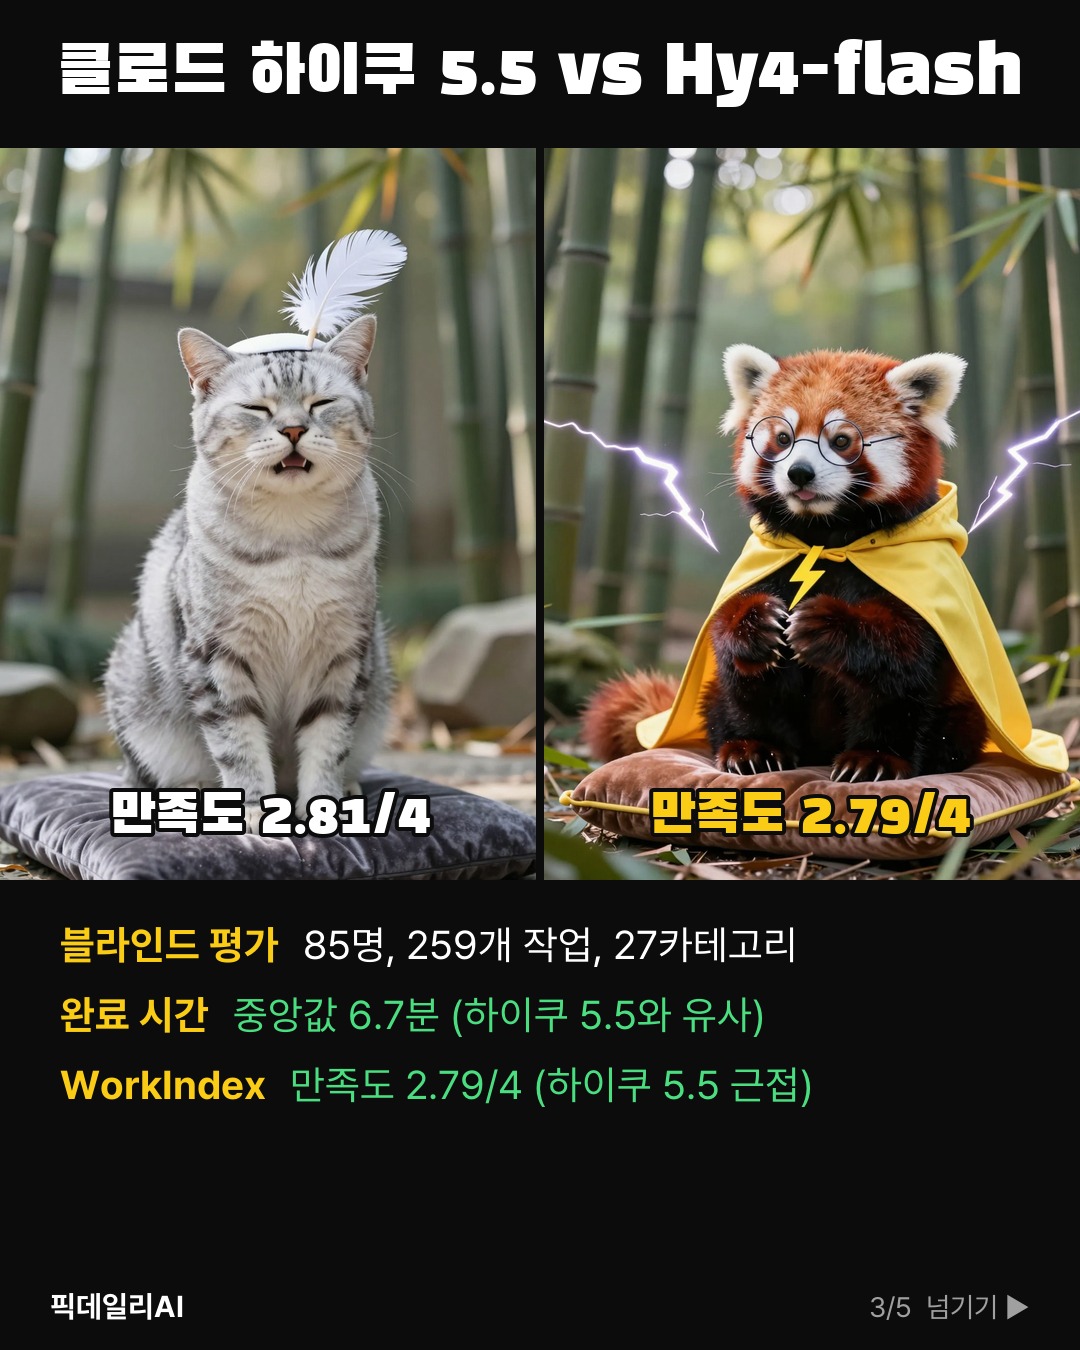 클로드 하이쿠 5.5 vs Hy4-flash
만족도 2.81/4
만족도 2.79/4
블라인드 평가 85명, 259개 작업, 27카테고리
완료 시간 중앙값 6.7분 (하이쿠 5.5와 유사)
WorkIndex 만족도 2.79/4 (하이쿠 5.5 근접)
픽데일리AI
3/5 넘기기 ▶